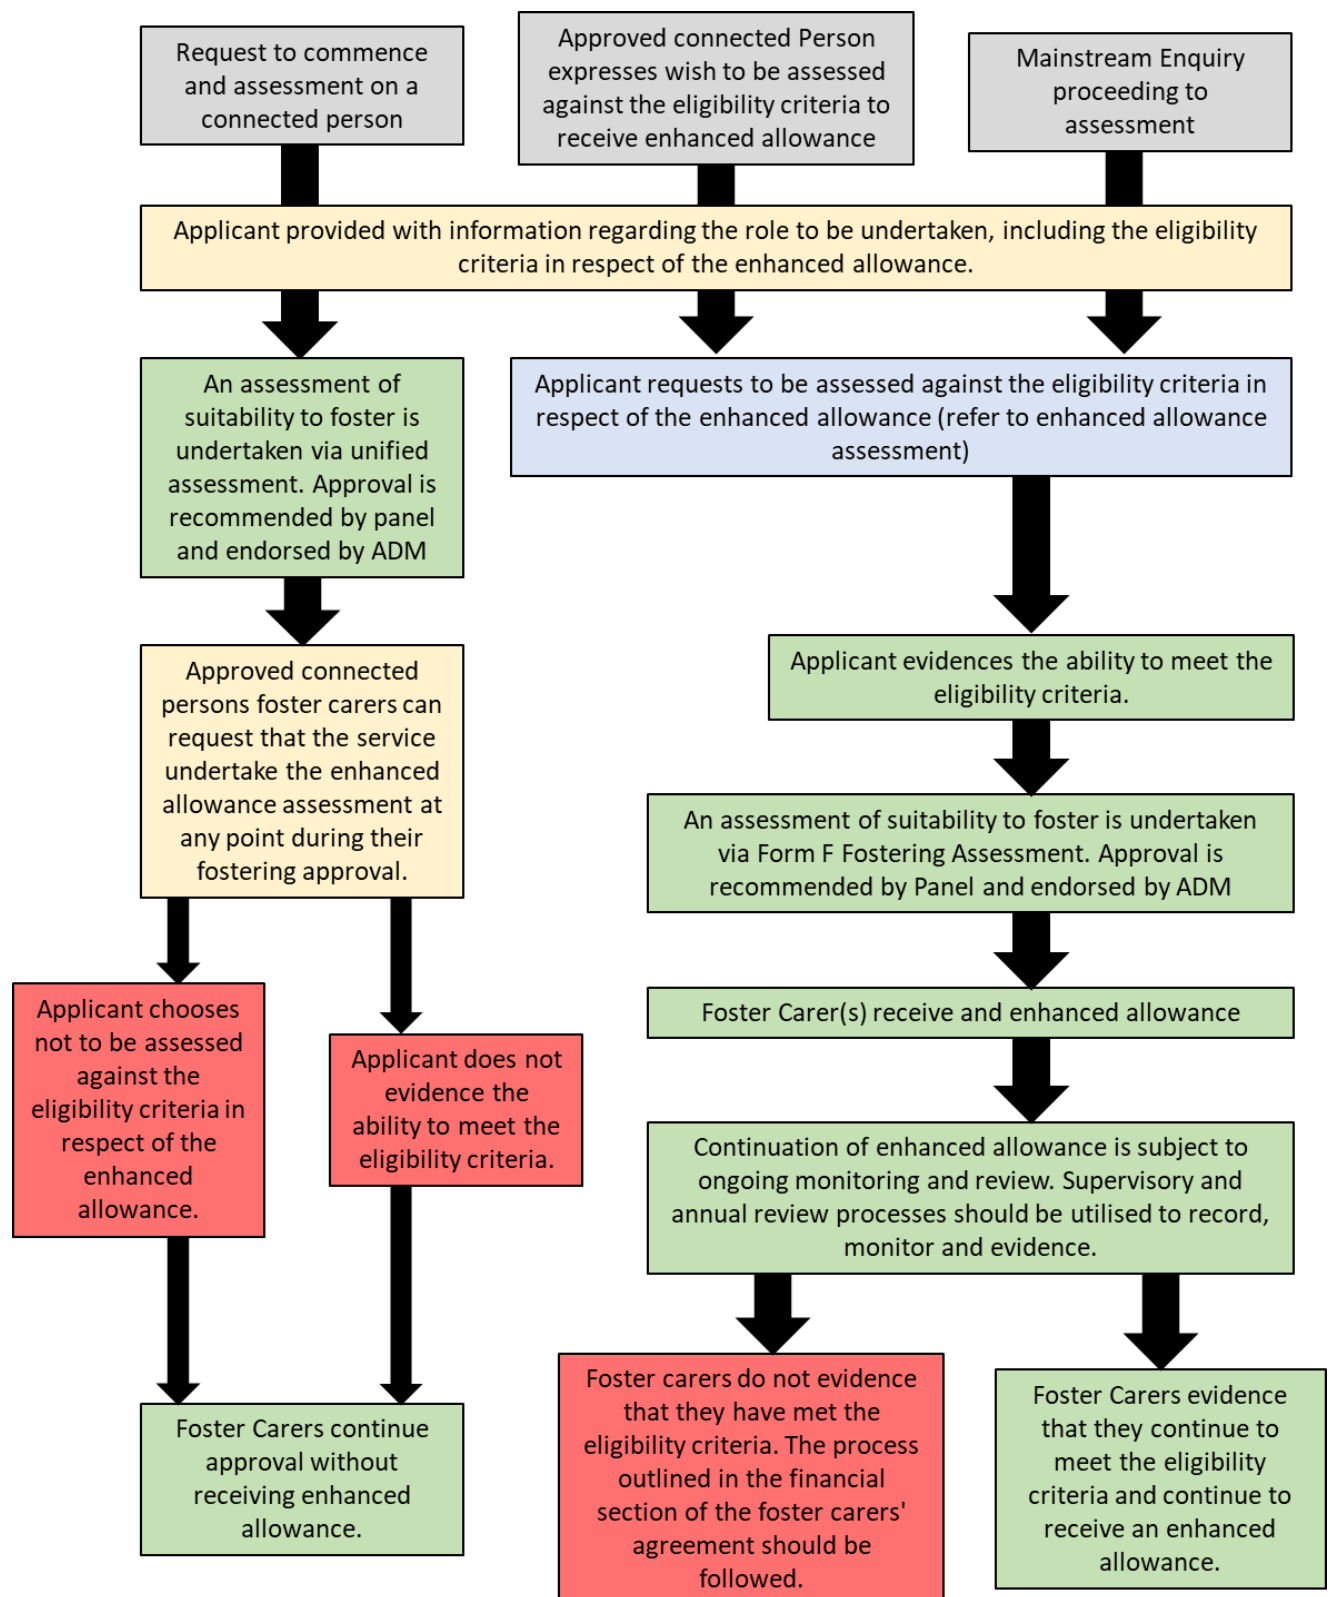 Request to commence
and assessment on a
connected person
Approved connected Person
expresses wish to be assessed
against the eligibility criteria to
receive enhanced allowance
Mainstream Enquiry
proceeding to
assessment
Applicant provided with information regarding the role to be undertaken, including the eligibility
criteria in respect of the enhanced allowance.
An assessment of
suitability to foster is
undertaken via unified
assessment. Approval is
recommended by panel
and endorsed by ADM
Applicant requests to be assessed against the eligibility criteria in
respect of the enhanced allowance (refer to enhanced allowance
assessment)
Approved connected
persons foster carers can
request that the service
undertake the enhanced
allowance assessment at
any point during their
fostering approval.
Applicant evidences the ability to meet the
eligibility criteria.
An assessment of suitability to foster is undertaken
via Form F Fostering Assessment. Approval is
recommended by Panel and endorsed by ADM
Applicant chooses
not to be assessed
against the
eligibility criteria in
respect of the
enhanced
allowance.
Applicant does not
evidence the
ability to meet the
eligibility criteria.
Foster Carer(s) receive and enhanced allowance
Continuation of enhanced allowance is subject to
ongoing monitoring and review. Supervisory and
annual review processes should be utilised to record,
monitor and evidence.
Foster Carers continue
approval without
receiving enhanced
allowance.
Foster carers do not evidence
that they have met the
eligibility criteria. The process
outlined in the financial
section of the foster carers'
agreement should be
followed.
Foster Carers evidence
that they continue to
meet the eligibility
criteria and continue to
receive an enhanced
allowance.